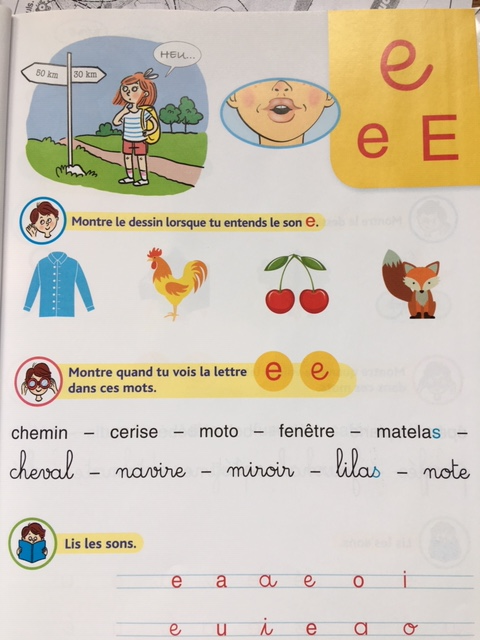 HEU...
50 km 30 km
e
e E
Montre le dessin lorsque tu entends le son e.
Montre quand tu vois la lettre e e
dans ces mots.
chemin – cerise – moto – fenêtre – matelas –
cheval – navire – miroir – lilas – note
Lis les sons.
e a a e o i
e u i e a o